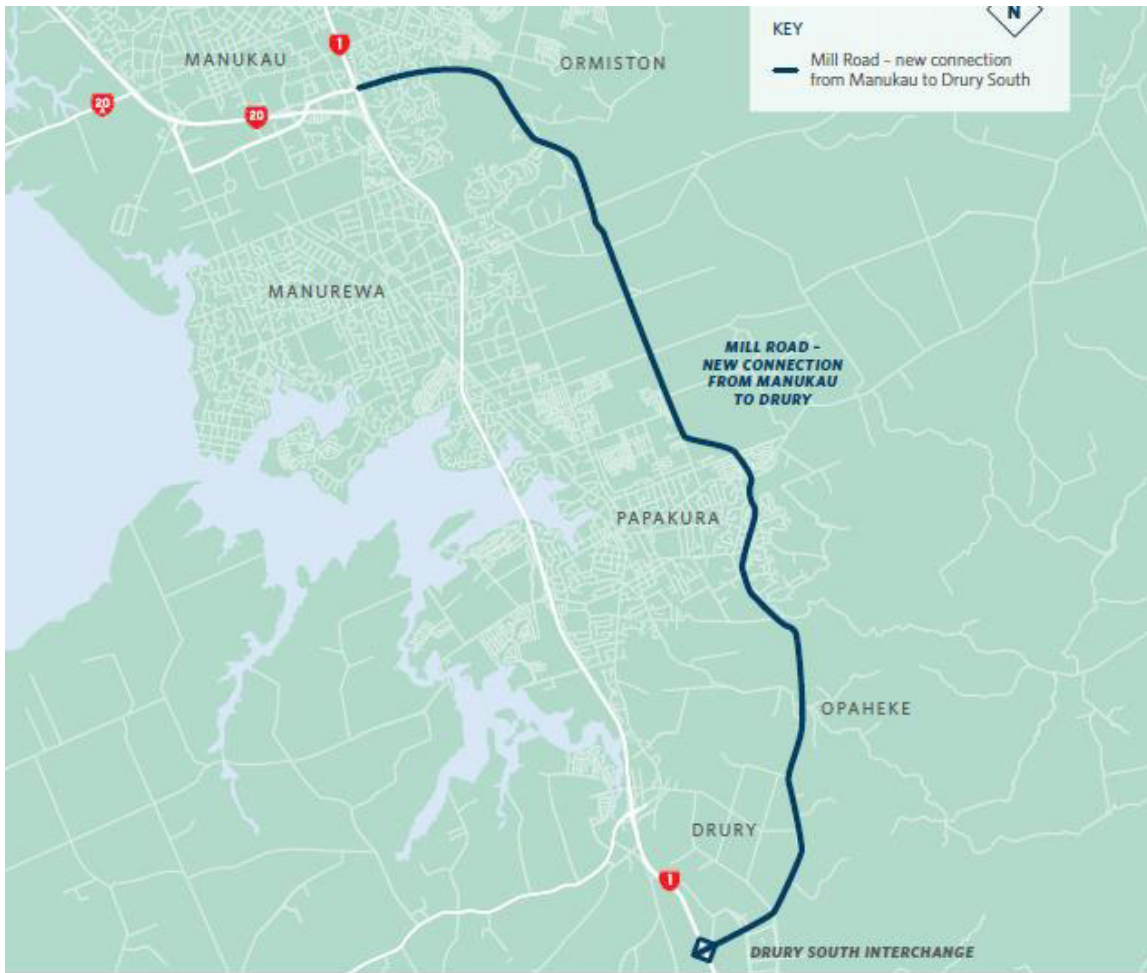 N
KEY
Mill Road – new connection
from Manukau to Drury South
MANUKAU
1
ORMISTON
20
A
20
MANUREWA
MILL ROAD –
NEW CONNECTION
FROM MANUKAU
TO DRURY
PAPAKURA
OPAHEKE
DRURY
1
DRURY SOUTH INTERCHANGE